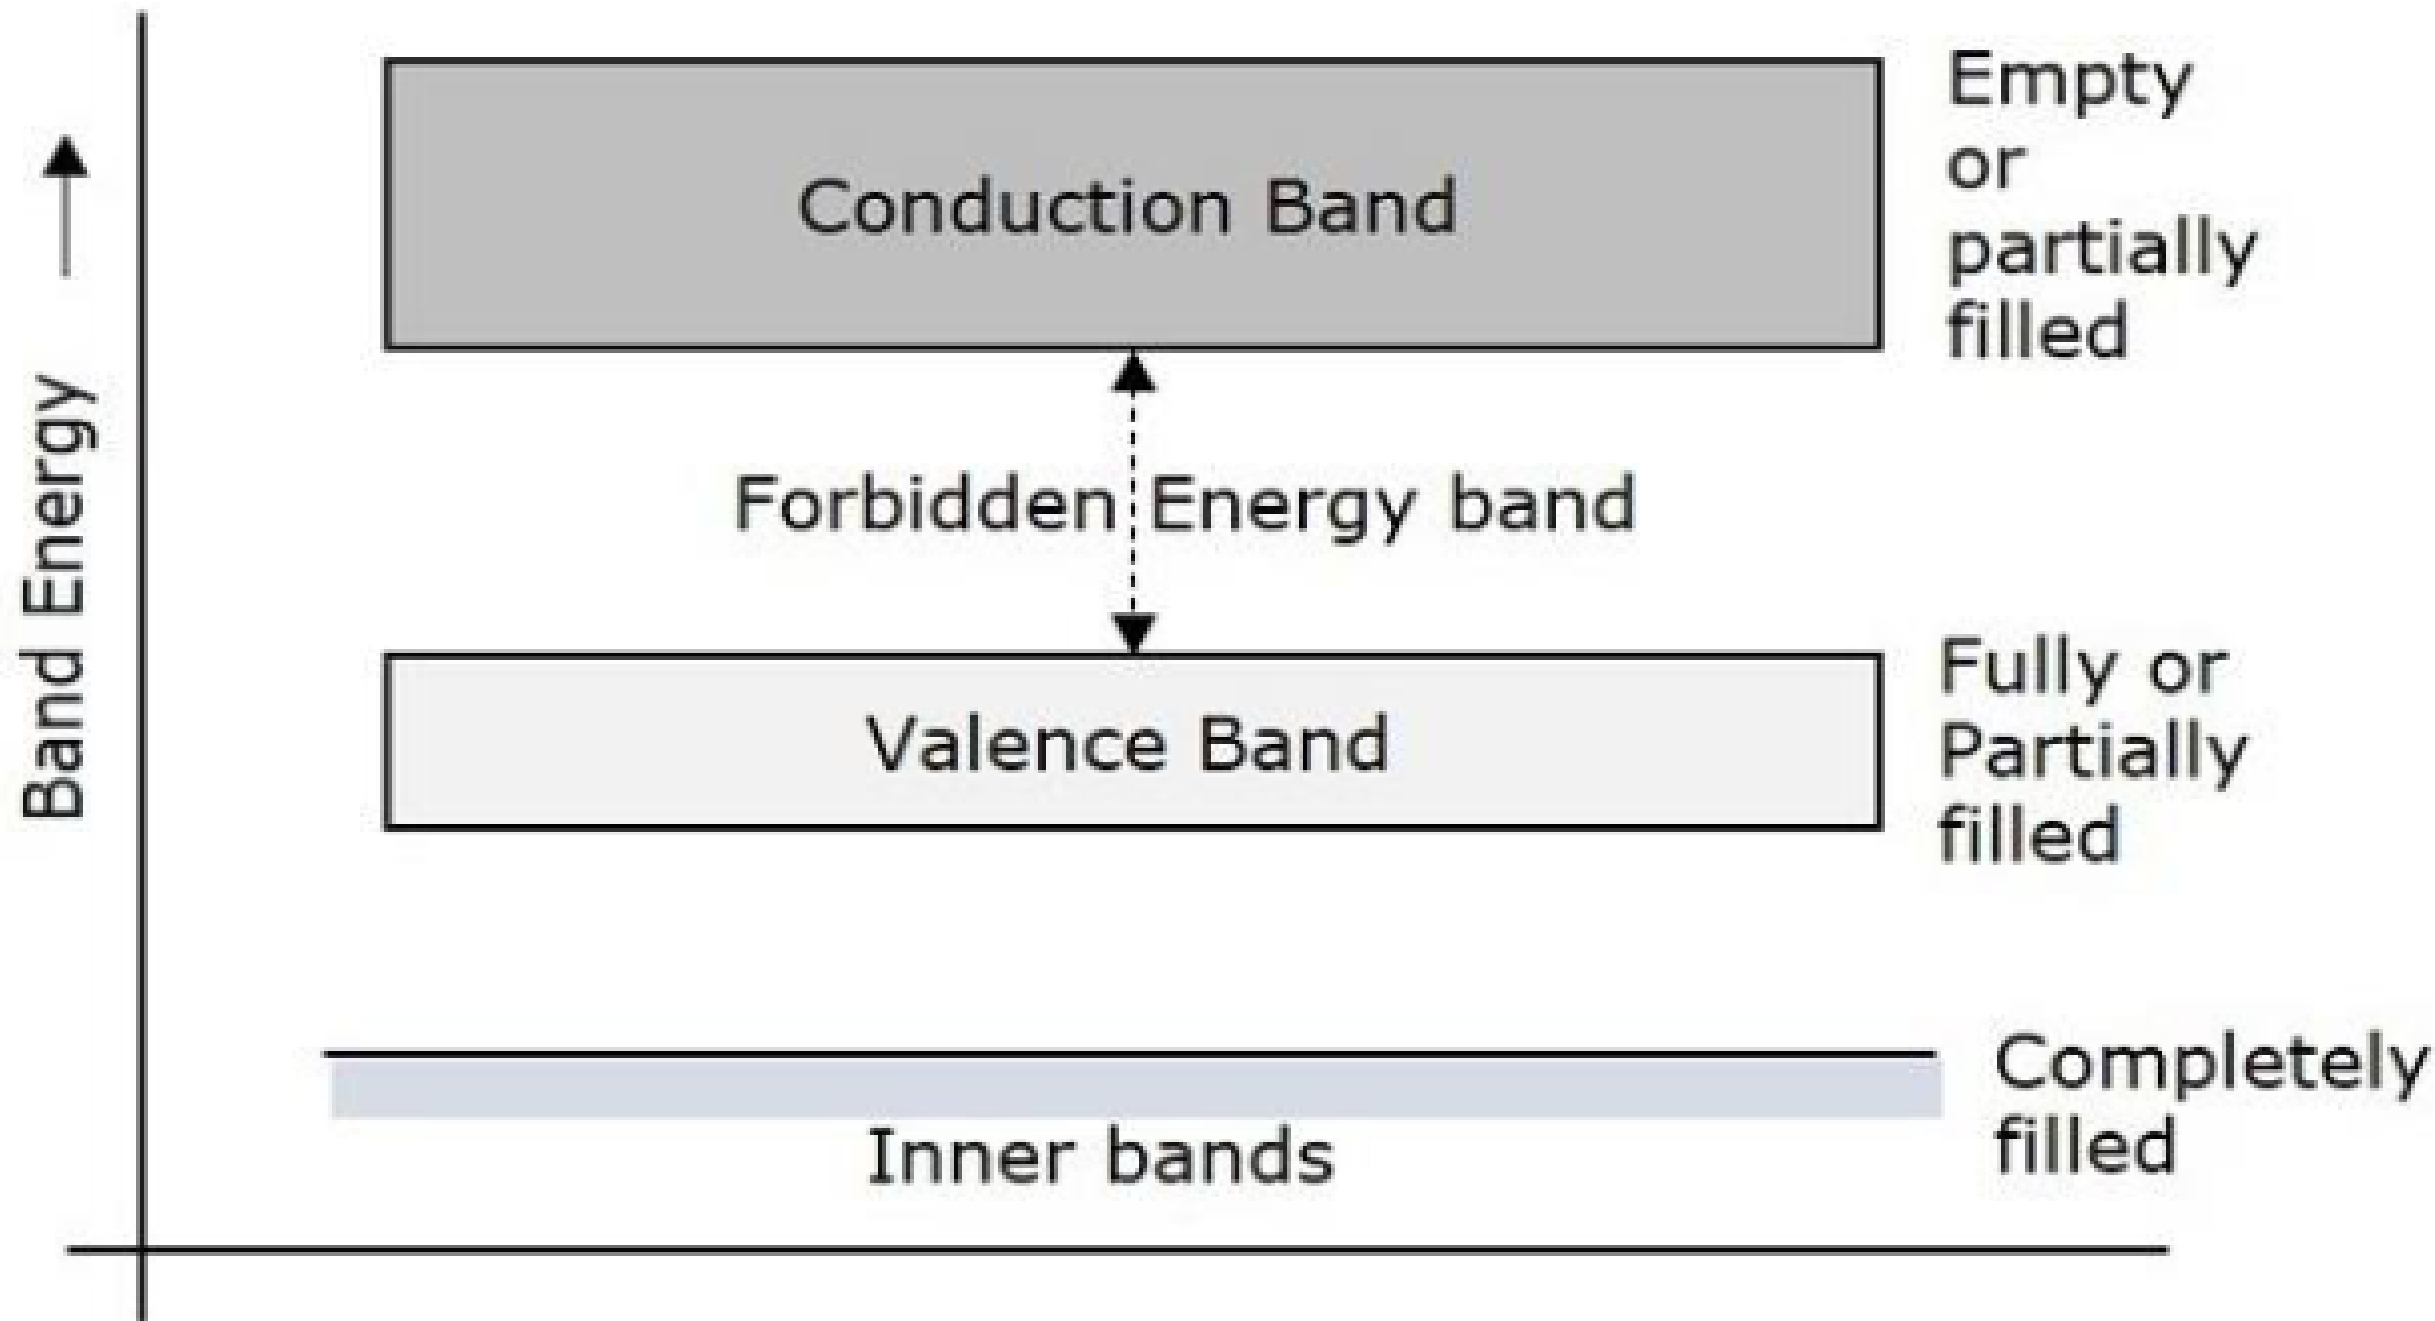 Empty
or
partially
filled
Conduction Band
Forbidden Energy band
Band Energy
Fully or
Partially
filled
Valence Band
Completely
filled
Inner bands